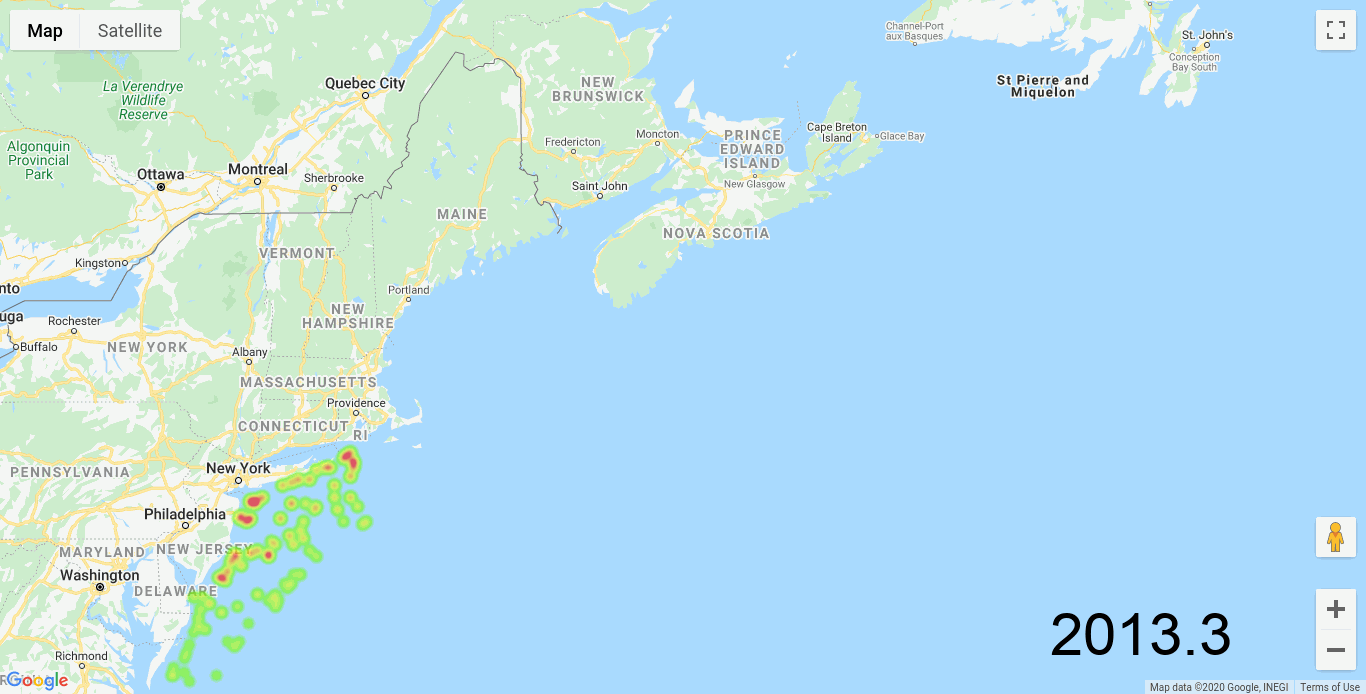 Map Satellite
Channel-Port
aux Basques
St. John's
Conception
Bay South
St Pierre and
Miquelon
La Verendrye
Wildlife
Reserve
Quebec City
NEW
BRUNSWICK
Algonquin
Provincial
Park
Fredericton
Moncton
PRINCE
EDWARD
ISLAND
Cape Breton
Island
Glace Bay
Ottawa
Montreal
Sherbrooke
New Glasgow
Saint John
MAINE
NOVA SCOTIA
VERMONT
Kingston
nto
Portland
uga
Rochester
NEW
HAMPSHIRE
Buffalo
NEW YORK
Albany
MASSACHUSETTS
Providence
CONNECTICUT
RI
PENNSYLVANIA
New York
Philadelphia
MARYLAND
NEW JERSEY
Washington
DELAWARE
2013.3
Richmond
Google
Map data ©2020 Google, INEGI
Terms of Use